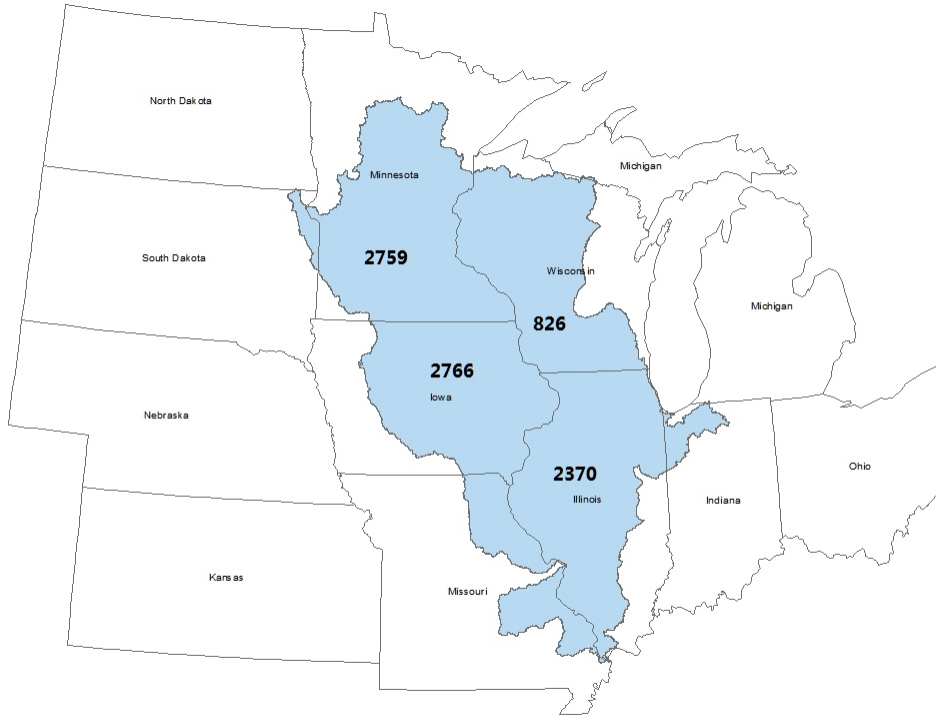 North Dakota
Michigan
Minnesota
2759
South Dakota
Wisconsin
Michigan
826
2766
Iowa
Nebraska
2370
Illinois
Indiana
Ohio
Kansas
Missouri